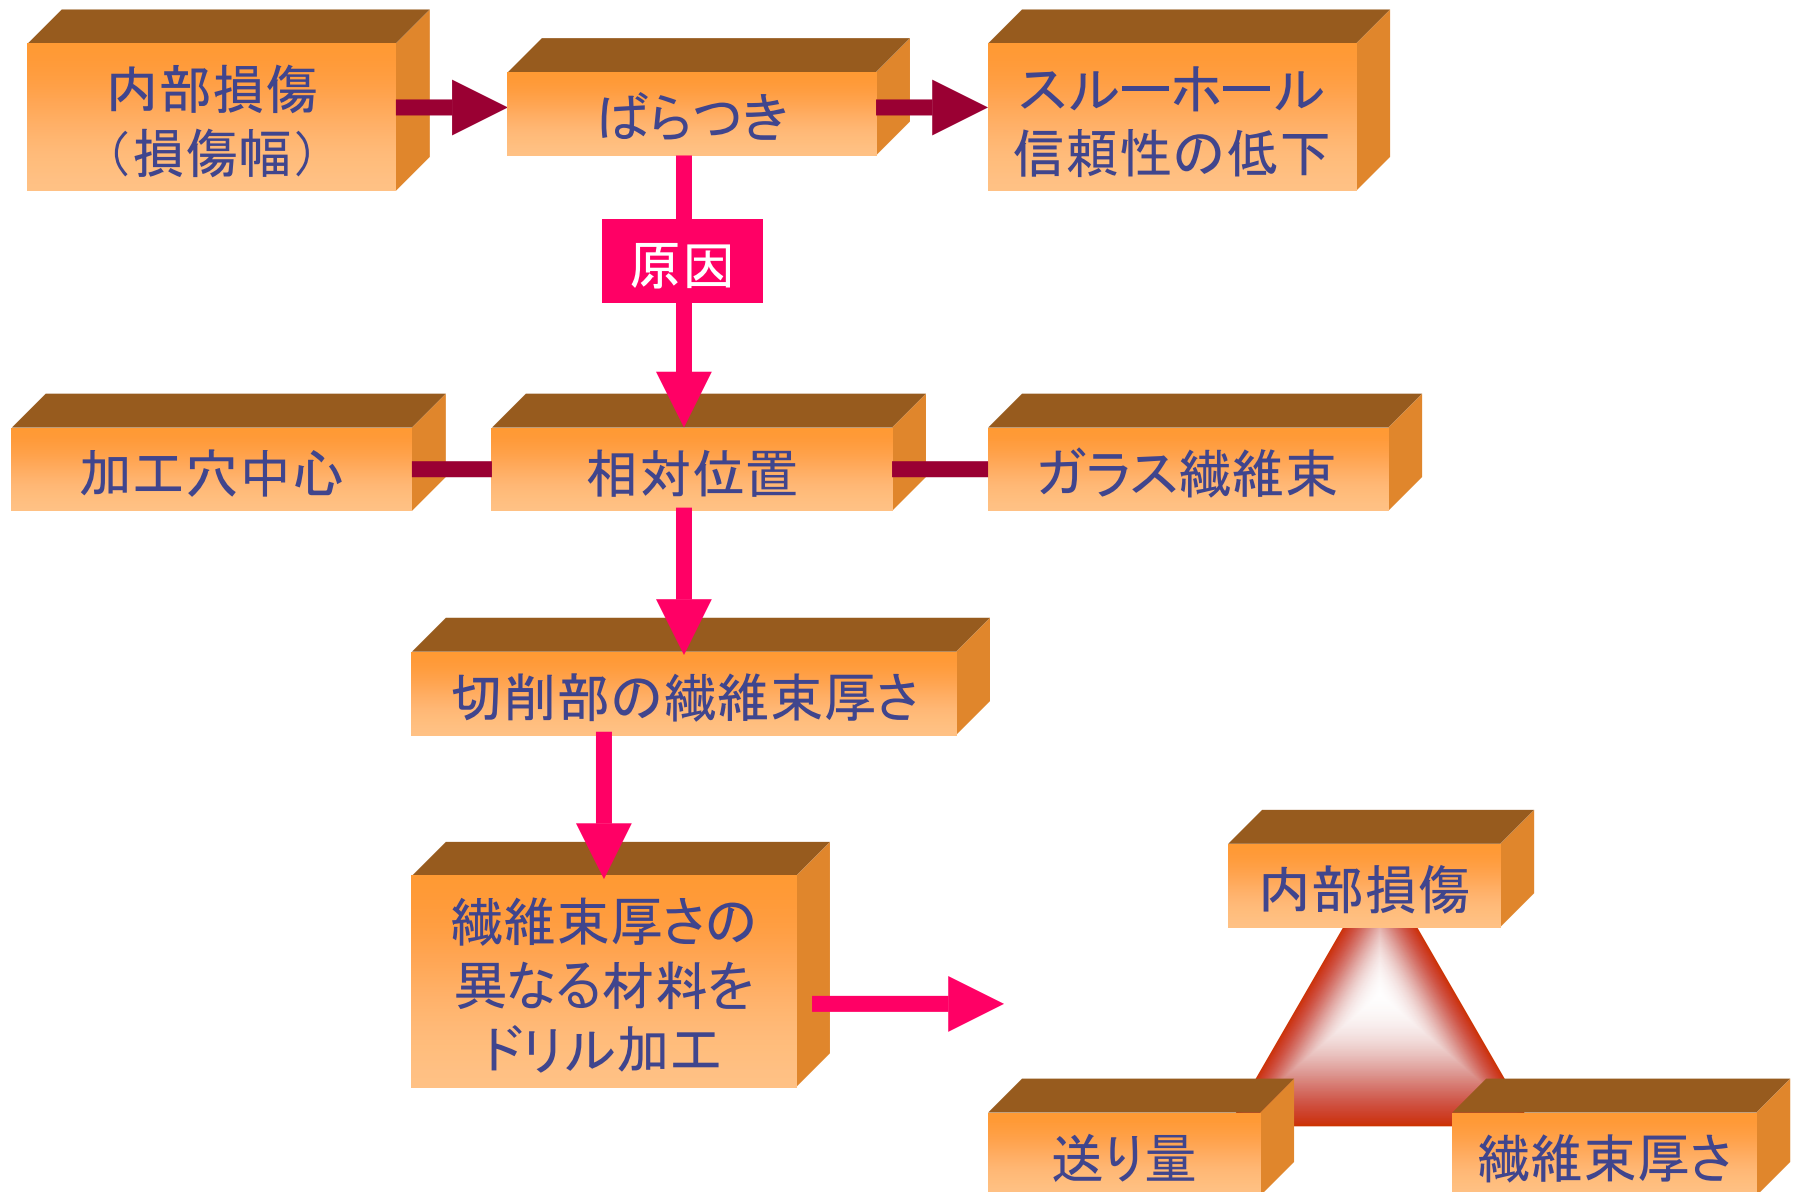 内部損傷
（損傷幅）
ばらつき
スルーホール
信頼性の低下
原因
加工穴中心
相対位置
ガラス繊維束
切削部の繊維束厚さ
繊維束厚さの
異なる材料を
ドリル加工
内部損傷
送り量
繊維束厚さ